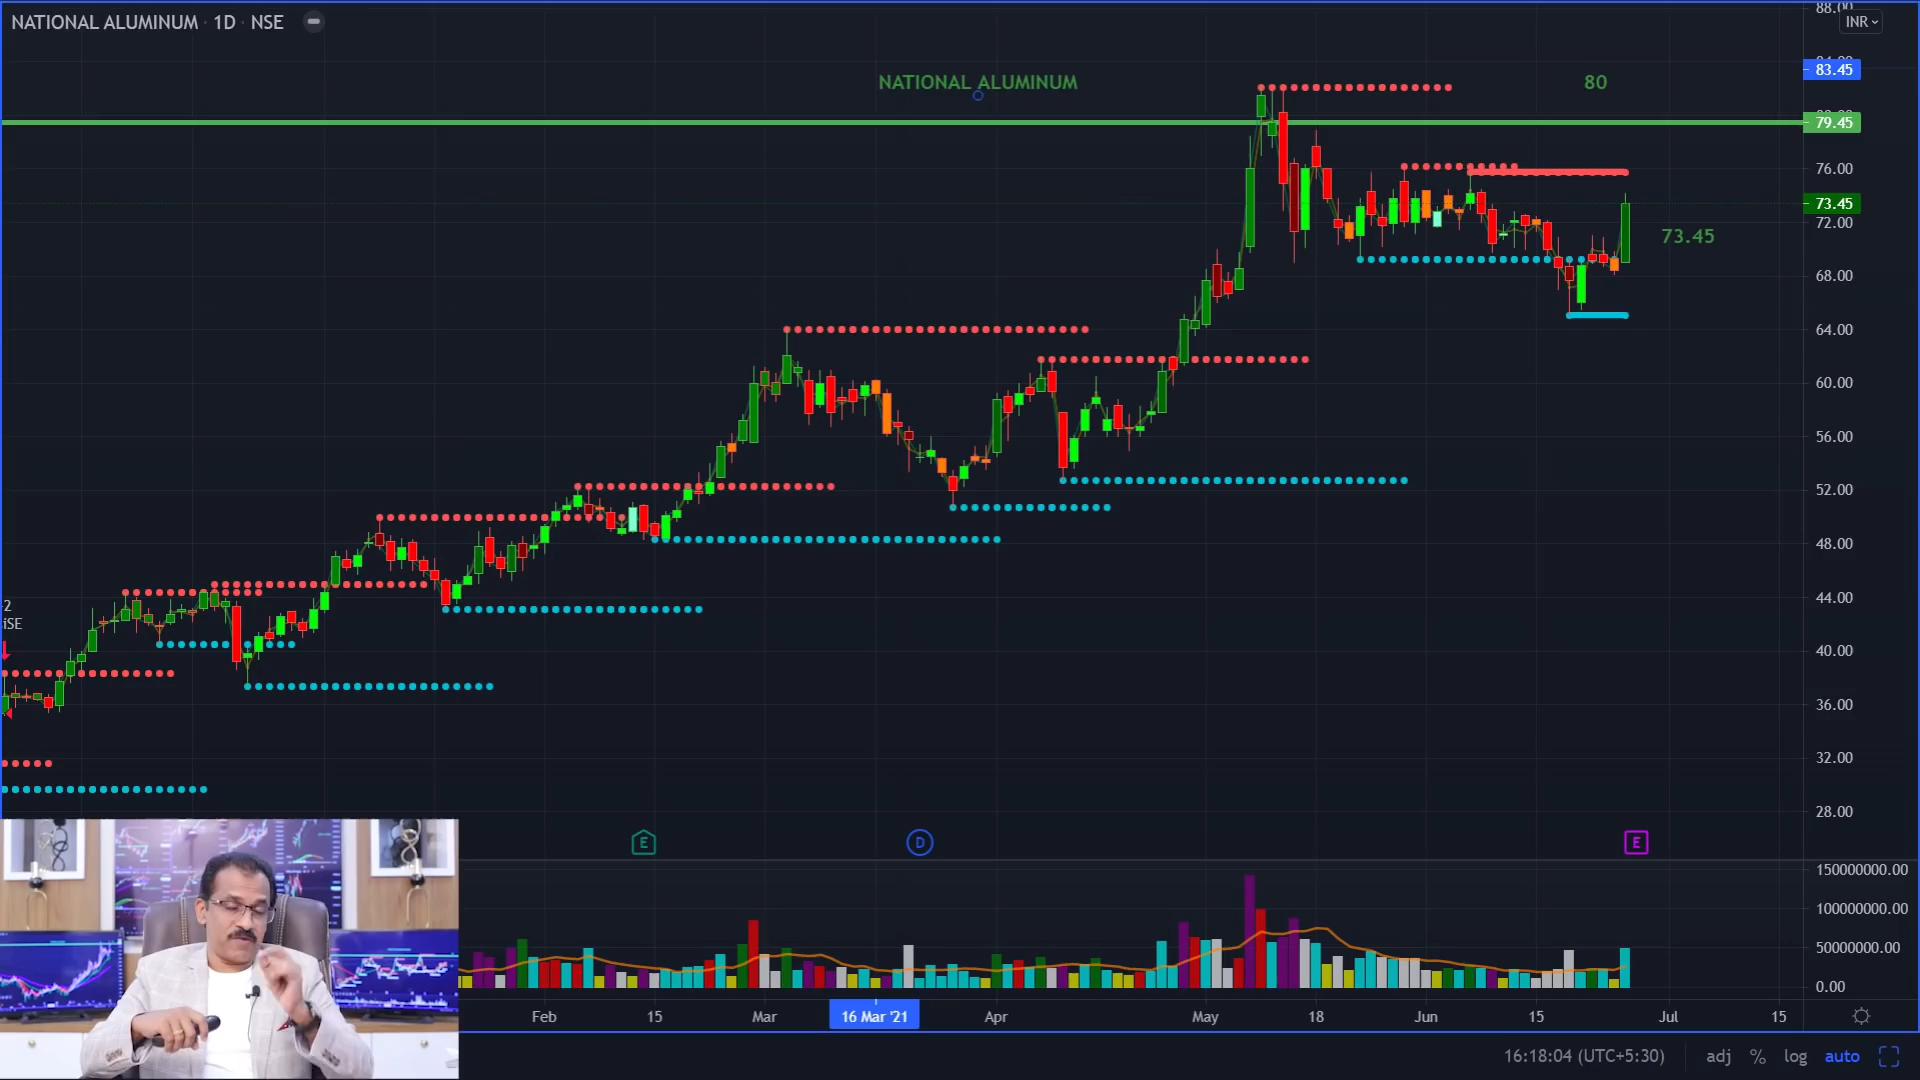 NATIONAL ALUMINUM · 1D · NSE
INR
88.00
83.45
NATIONAL ALUMINUM
80
79.45
76.00
73.45
72.00
73.45
68.00
64.00
60.00
56.00
52.00
48.00
44.00
40.00
36.00
32.00
28.00
E
D
E
150000000.00
100000000.00
50000000.00
0.00
Feb 15 Mar 16 Mar '21 Apr May 18 Jun 15 Jul 15
16:18:04 (UTC+5:30) adj % log auto